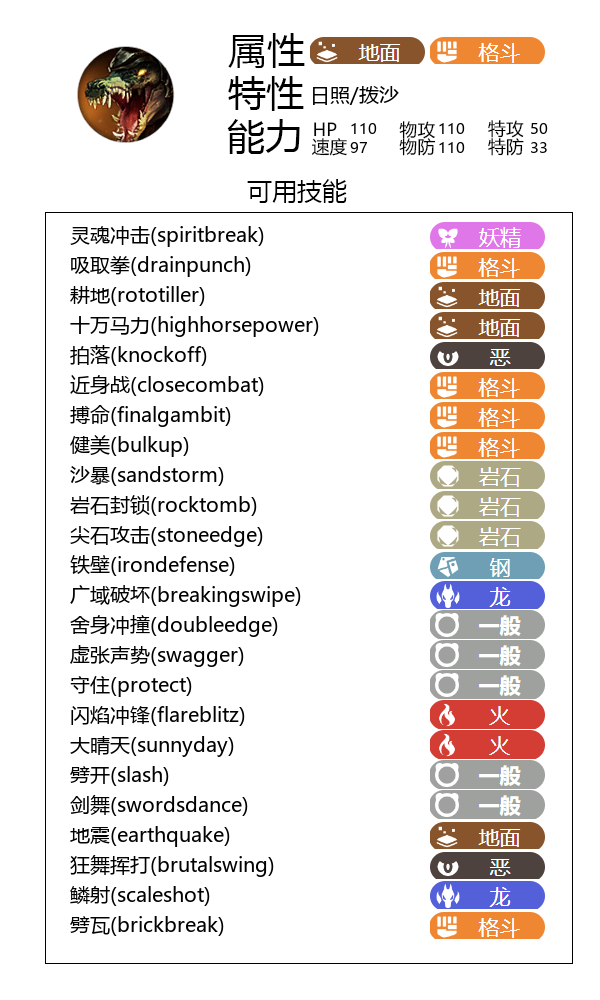 属性 地面 格斗
特性 日照/拨沙
能力 HP 110 物攻 110 特攻 50
速度 97 物防 110 特防 33
可用技能
灵魂冲击(spiritbreak) 妖精
吸取拳(drainpunch) 格斗
耕地(rototiller) 地面
十万马力(highhorsepower) 地面
拍落(knockoff) 恶
近身战(closecombat) 格斗
搏命(finalgambit) 格斗
健美(bulkup) 格斗
沙暴(sandstorm) 岩石
岩石封锁(rocktomb) 岩石
尖石攻击(stoneedge) 岩石
铁壁(irondefense) 钢
广域破坏(breakingswipe) 龙
舍身冲撞(doubleedge) 一般
虚张声势(swagger) 一般
守住(protect) 一般
闪焰冲锋(flareblitz) 火
大晴天(sunnyday) 火
劈开(slash) 一般
剑舞(swordsdance) 一般
地震(earthquake) 地面
狂舞挥打(brutalswing) 恶
鳞射(scaleshot) 龙
劈瓦(brickbreak) 格斗